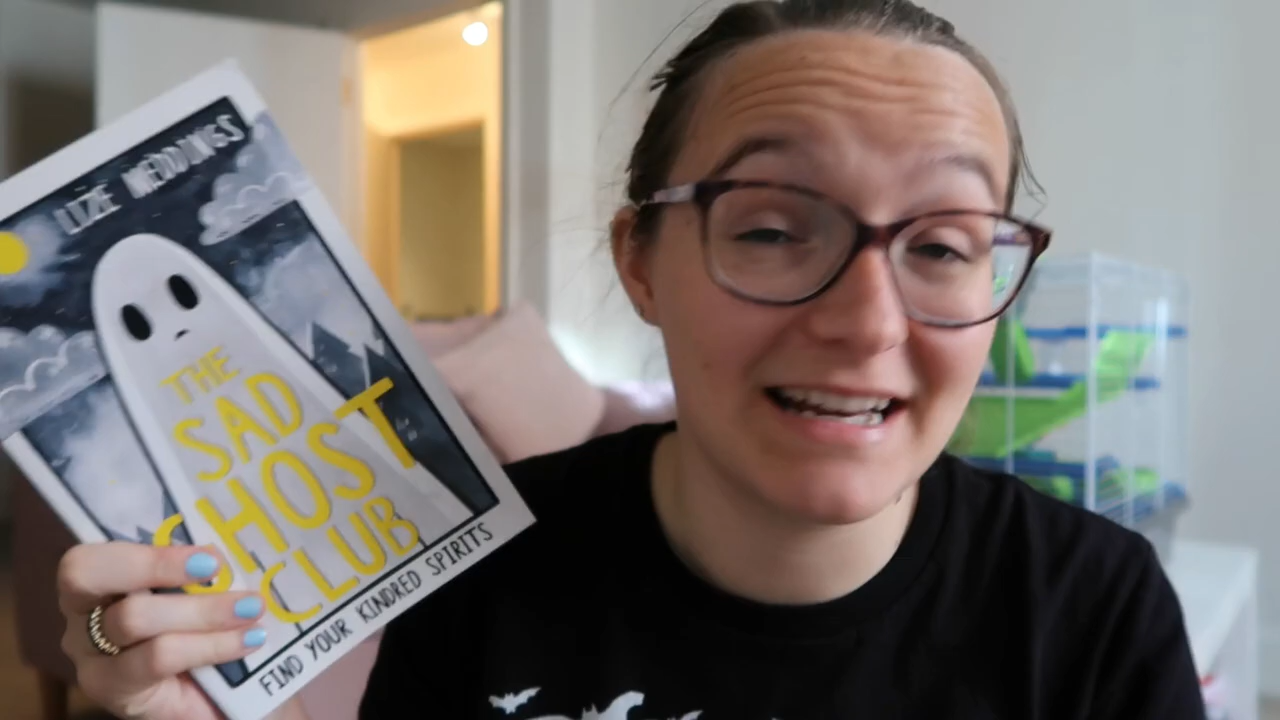 LIZE MEDDINGS
THE
SAD
GHOST
CLUB
FIND YOUR KINDRED SPIRITS